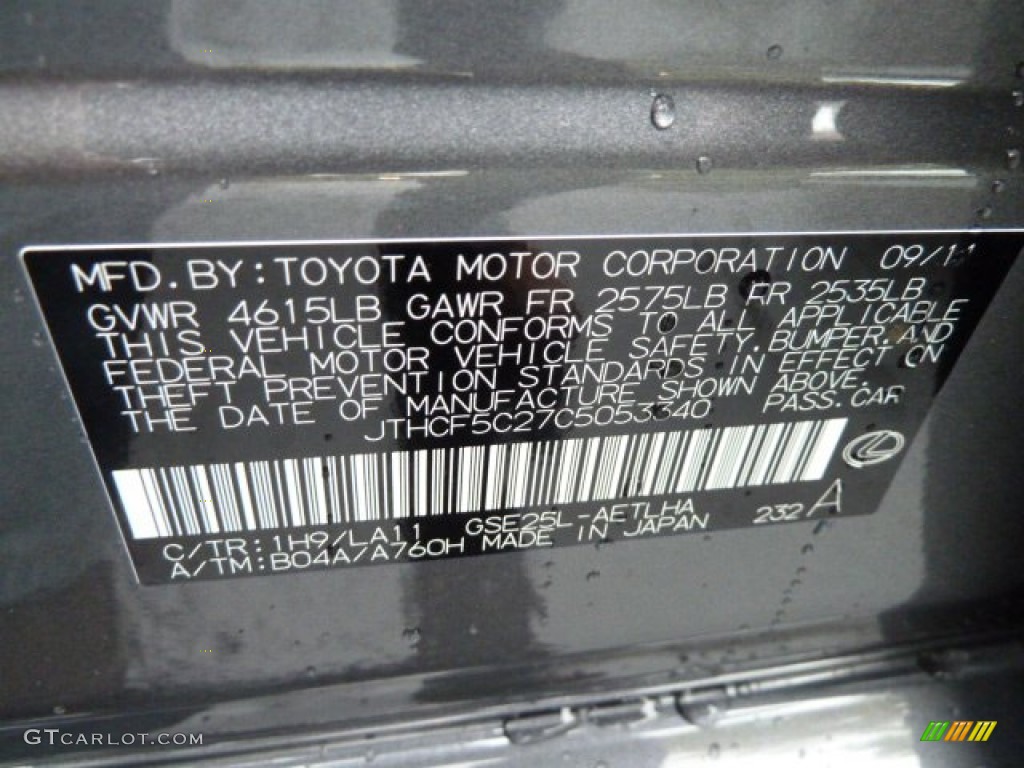 MFD. BY: TOYOTA MOTOR CORPORATION 09/11
GVWR 4615LB GAWR FR 2575LB RR 2535LB
THIS VEHICLE CONFORMS TO ALL APPLICABLE
FEDERAL MOTOR VEHICLE SAFETY, BUMPER, AND
THEFT PREVENTION STANDARDS IN EFFECT ON
THE DATE OF MANUFACTURE SHOWN ABOVE.
JTHCF5C27C5053340 PASS. CAR
C/TR: 1H9/LA11 GSE25L-AETLHA
A/TM: B04A/A760H MADE IN JAPAN 232 A
GTCARLOT.COM